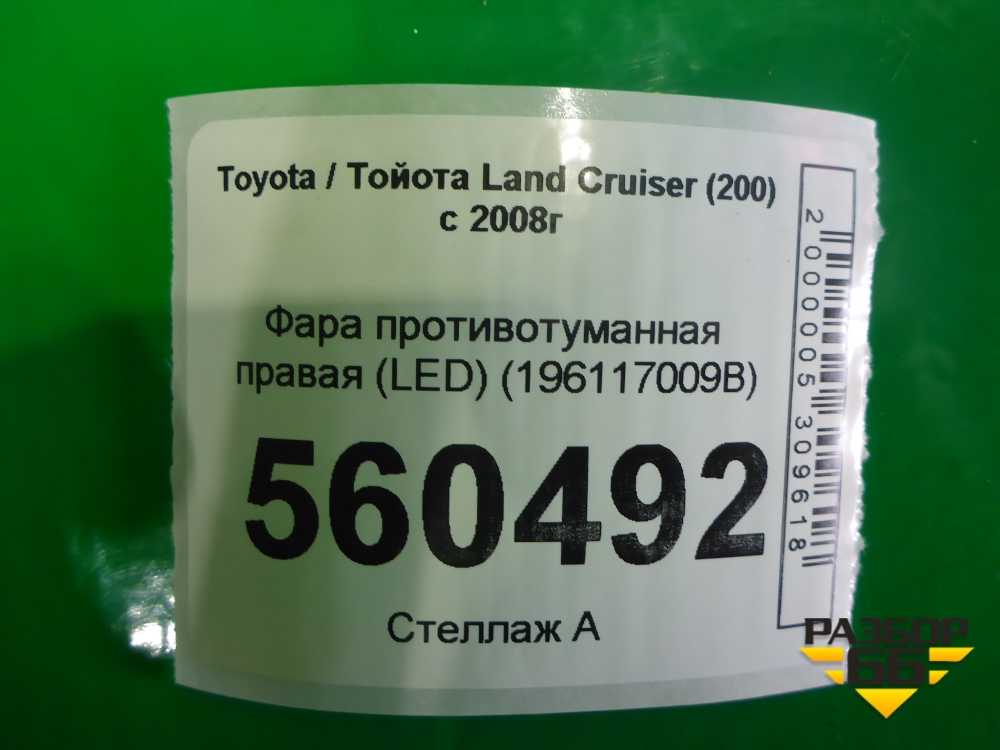 Toyota / Тойота Land Cruiser (200)
с 2008г
Фара противотуманная
правая (LED) (196117009B)
560492
Стеллаж А
2000005309618
РАЗБОР
66